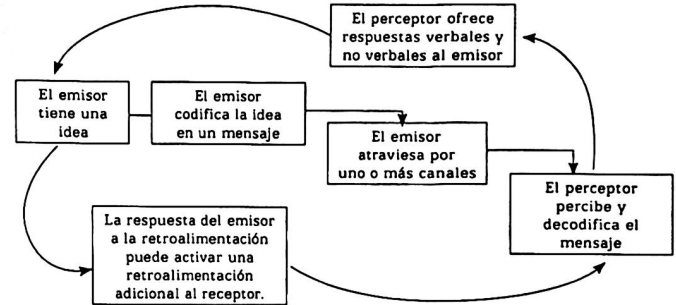 El perceptor ofrece
respuestas verbales y
no verbales al emisor
El emisor
tiene una
idea
El emisor
codifica la idea
en un mensaje
El emisor
atraviesa por
uno o más canales
El perceptor
percibe y
decodifica el
mensaje
La respuesta del emisor
a la retroalimentación
puede activar una
retroalimentación
adicional al receptor.